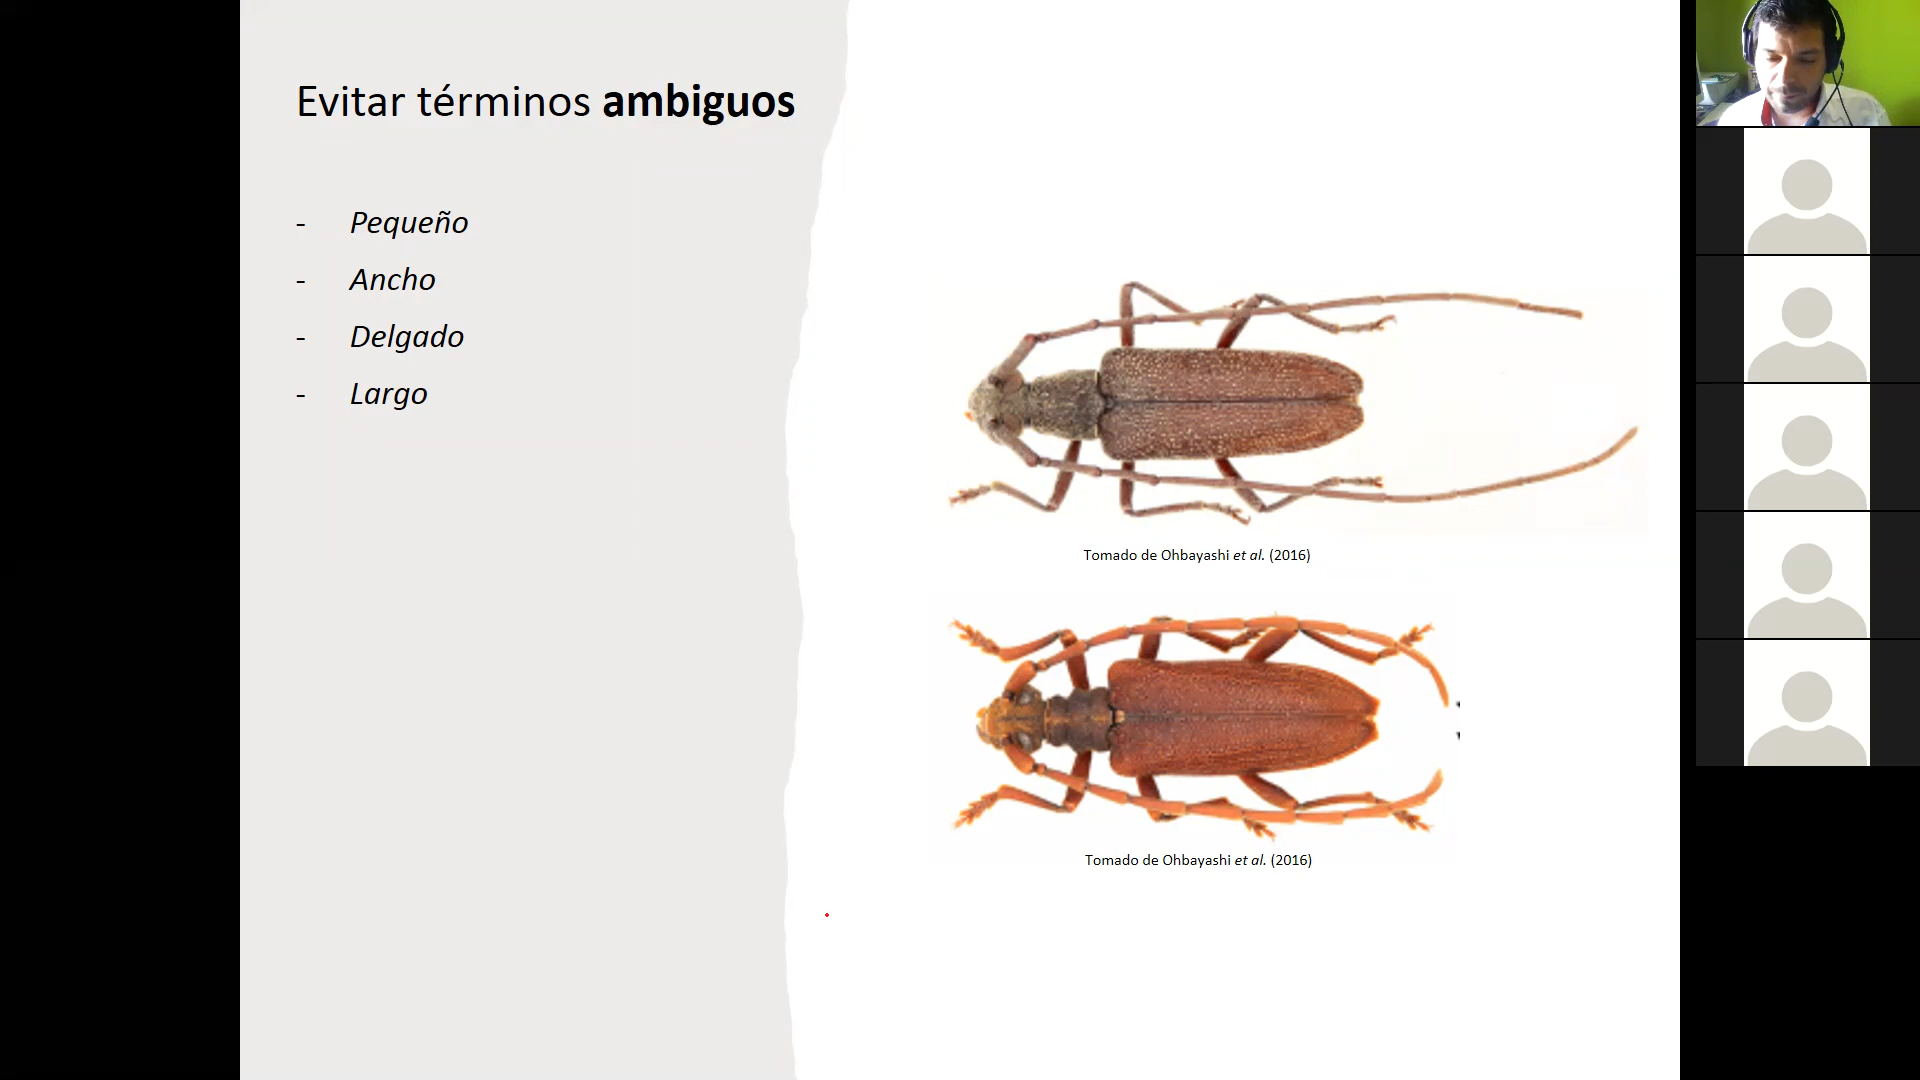 Evitar términos ambiguos
- Pequeño
- Ancho
- Delgado
- Largo
Tomado de Ohbayashi et al. (2016)
Tomado de Ohbayashi et al. (2016)